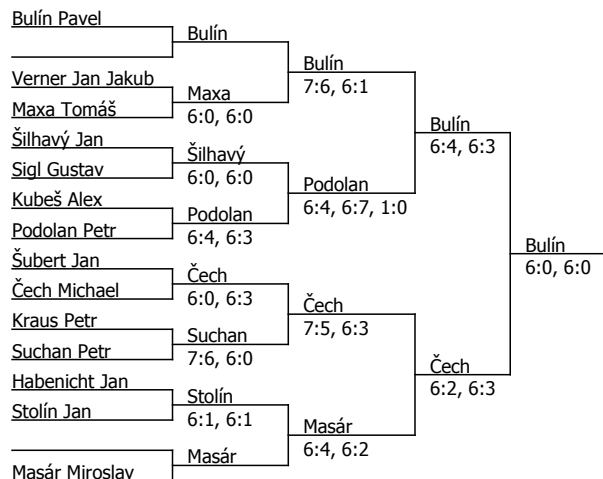 Bulín Pavel
Bulín
Bulín
7:6, 6:1
Verner Jan Jakub
Maxa
6:0, 6:0
Maxa Tomáš
Bulín
6:4, 6:3
Šilhavý Jan
Šilhavý
6:0, 6:0
Sigl Gustav
Podolan
6:4, 6:7, 1:0
Kubeš Alex
Podolan
6:4, 6:3
Podolan Petr
Bulín
6:0, 6:0
Šubert Jan
Čech
6:0, 6:3
Čech Michael
Čech
7:5, 6:3
Kraus Petr
Suchan
7:6, 6:0
Suchan Petr
Čech
6:2, 6:3
Habenicht Jan
Stolín
6:1, 6:1
Stolín Jan
Masár
6:4, 6:2
Masár
Masár Miroslav